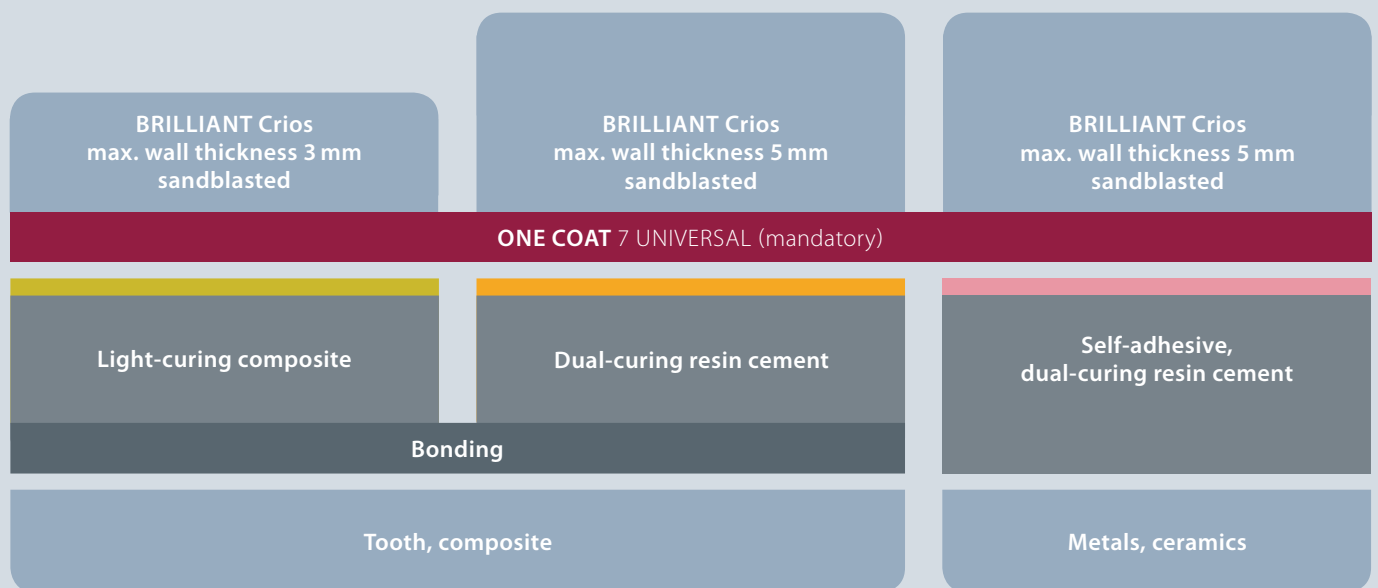 BRILLIANT Crios
max. wall thickness 3 mm
sandblasted
BRILLIANT Crios
max. wall thickness 5 mm
sandblasted
BRILLIANT Crios
max. wall thickness 5 mm
sandblasted
ONE COAT 7 UNIVERSAL (mandatory)
Light-curing composite
Dual-curing resin cement
Self-adhesive,
dual-curing resin cement
Bonding
Tooth, composite
Metals, ceramics